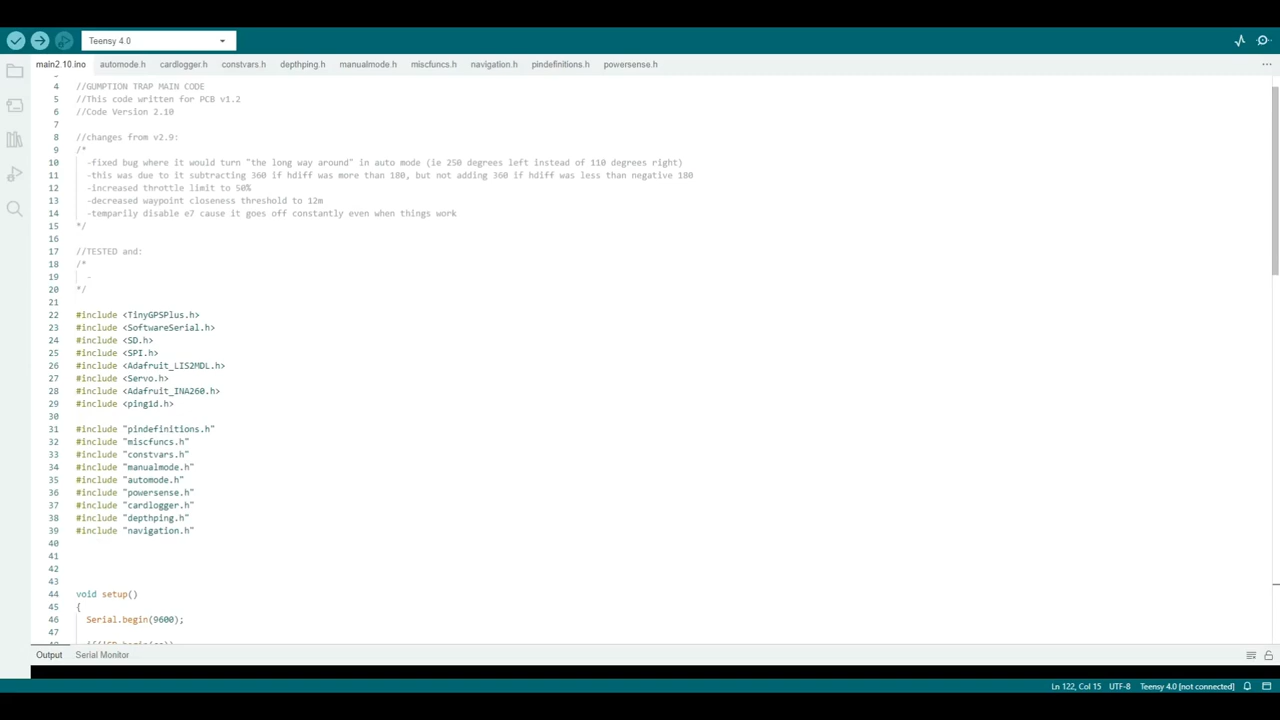 Teensy 4.0
main2.10.ino automode.h cardlogger.h constvars.h depthping.h manualmode.h miscfuncs.h navigation.h pindefinitions.h powersense.h
4 //GUMPTION TRAP MAIN CODE
5 //This code written for PCB v1.2
6 //Code Version 2.10
7
8 //changes from v2.9:
9 /*
10 -fixed bug where it would turn "the long way around" in auto mode (ie 250 degrees left instead of 110 degrees right)
11 -this was due to it subtracting 360 if hdiff was more than 180, but not adding 360 if hdiff was less than negative 180
12 -increased throttle limit to 50%
13 -decreased waypoint closeness threshold to 12m
14 -temparily disable e7 cause it goes off constantly even when things work
15 */
16
17 //TESTED and:
18 /*
19 -
20 */
21
22 #include <TinyGPSPlus.h>
23 #include <SoftwareSerial.h>
24 #include <SD.h>
25 #include <SPI.h>
26 #include <Adafruit_LIS2MDL.h>
27 #include <Servo.h>
28 #include <Adafruit_INA260.h>
29 #include <ping1d.h>
30
31 #include "pindefinitions.h"
32 #include "miscfuncs.h"
33 #include "constvars.h"
34 #include "manualmode.h"
35 #include "automode.h"
36 #include "powersense.h"
37 #include "cardlogger.h"
38 #include "depthping.h"
39 #include "navigation.h"
40
41
42
43
44 void setup()
45 {
46 Serial.begin(9600);
47
Output Serial Monitor
Ln 122, Col 15 UTF-8 Teensy 4.0 [not connected]